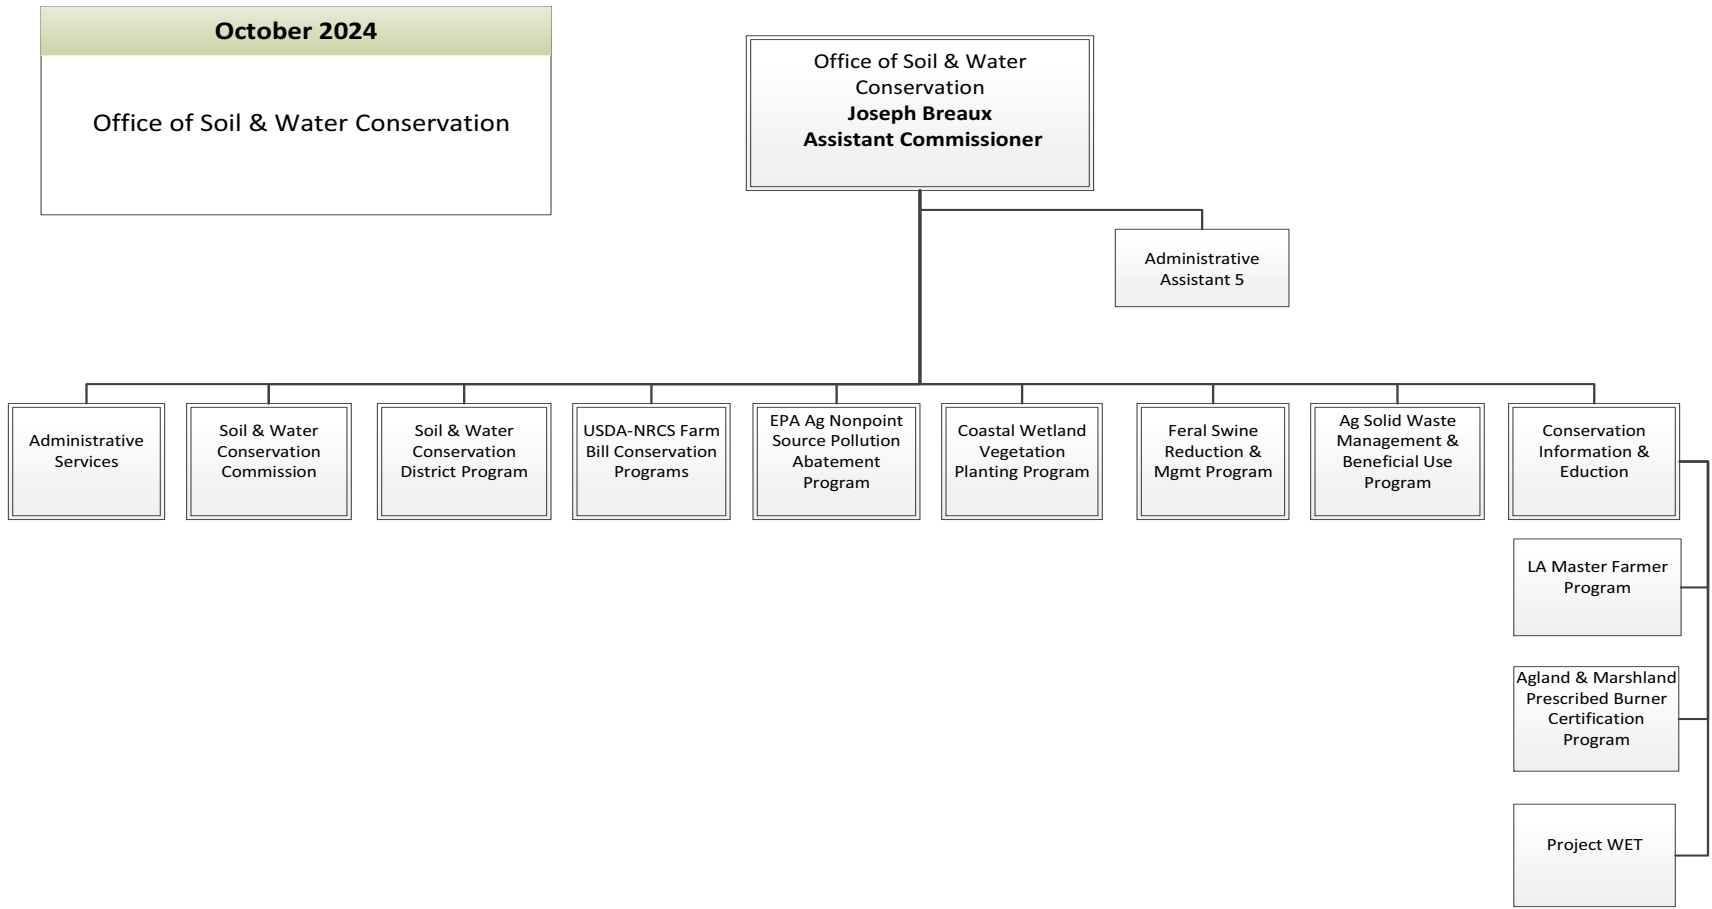 October 2024
Office of Soil & Water Conservation
Office of Soil & Water
Conservation
Joseph Breaux
Assistant Commissioner
Administrative
Assistant 5
Administrative
Services
Soil & Water
Conservation
Commission
Soil & Water
Conservation
District Program
USDA-NRCS Farm
Bill Conservation
Programs
EPA Ag Nonpoint
Source Pollution
Abatement
Program
Coastal Wetland
Vegetation
Planting Program
Feral Swine
Reduction &
Mgmt Program
Ag Solid Waste
Management &
Beneficial Use
Program
Conservation
Information &
Eduction
LA Master Farmer
Program
Agland & Marshland
Prescribed Burner
Certification
Program
Project WET